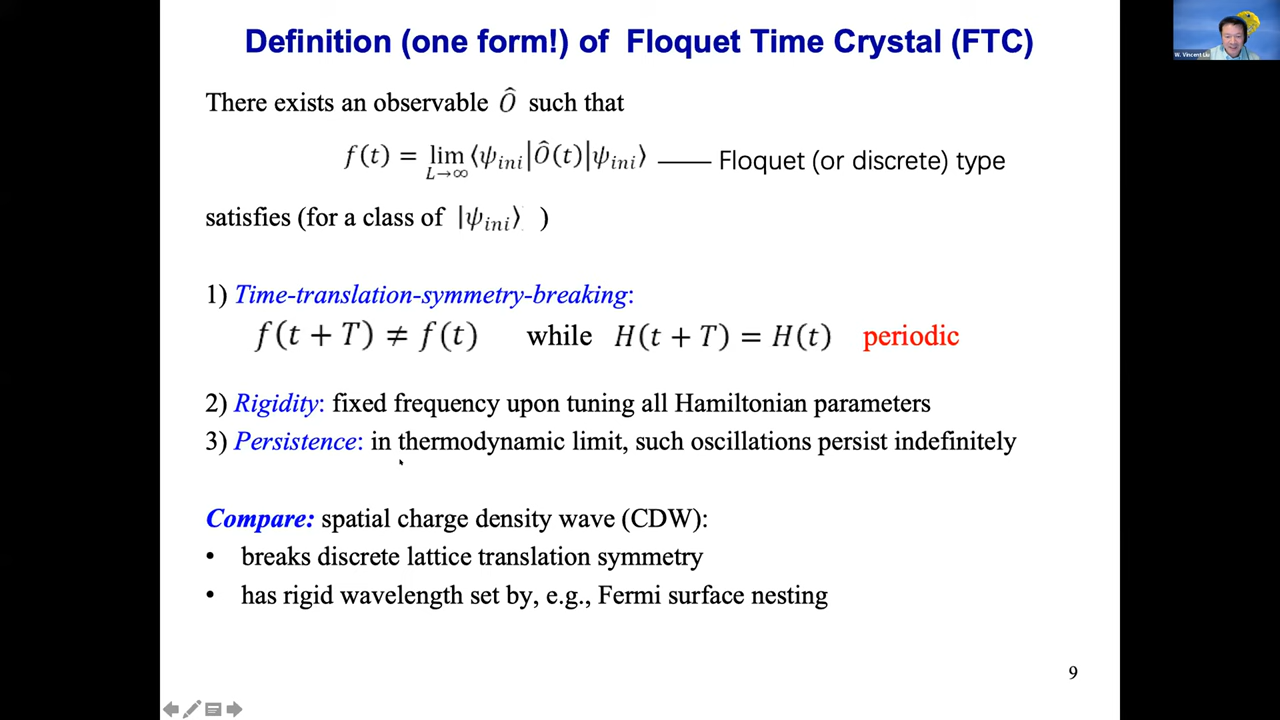 Definition (one form!) of Floquet Time Crystal (FTC)
W. Vincent Liu
There exists an observable Ô such that
f(t) = lim_{L→∞} ⟨ψ_ini|Ô(t)|ψ_ini⟩ —— Floquet (or discrete) type
satisfies (for a class of |ψ_ini⟩ )
1) Time-translation-symmetry-breaking:
f(t + T) ≠ f(t) while H(t + T) = H(t) periodic
2) Rigidity: fixed frequency upon tuning all Hamiltonian parameters
3) Persistence: in thermodynamic limit, such oscillations persist indefinitely
Compare: spatial charge density wave (CDW):
• breaks discrete lattice translation symmetry
• has rigid wavelength set by, e.g., Fermi surface nesting
9